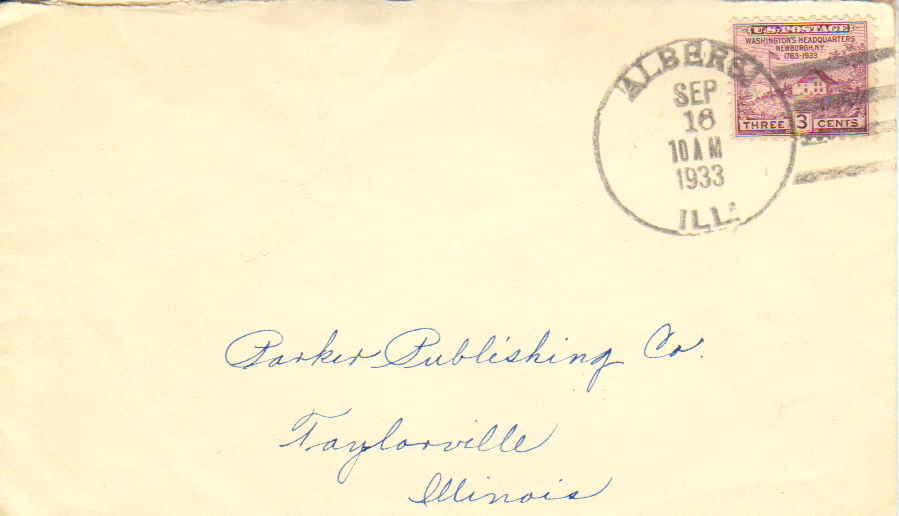 U.S. POSTAGE
WASHINGTON'S HEADQUARTERS
NEWBURGH, N.Y.
1783-1933
THREE 3 CENTS
ALBERS
SEP
16
10 AM
1933
ILL.
Parker Publishing Co.
Taylorville
Illinois